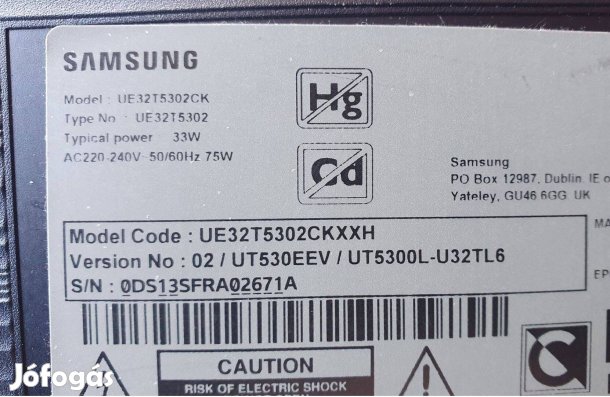 SAMSUNG
Model : UE32T5302CK
Type No : UE32T5302
Typical power 33W
AC220-240V~50/60Hz 75W
Hg
Cd
Samsung
PO Box 12987, Dublin. IE o
Yateley, GU46 6GG. UK
Model Code : UE32T5302CKXXH
Version No : 02 / UT530EEV / UT5300L-U32TL6
S/N : 0DS13SFRA02671A
MA
EP
CAUTION
RISK OF ELECTRIC SHOCK
Jófogás